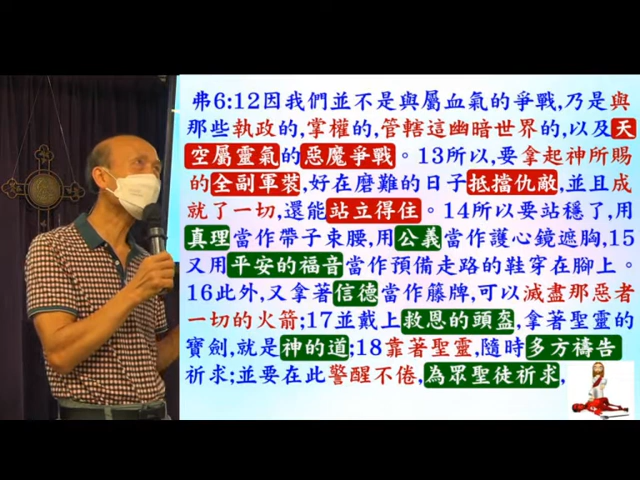 弗6:12因我們並不是與屬血氣的爭戰,乃是與
那些執政的,掌權的,管轄這幽暗世界的,以及天
空屬靈氣的惡魔爭戰。13所以,要拿起神所賜
的全副軍裝,好在磨難的日子抵擋仇敵,並且成
就了一切,還能站立得住。14所以要站穩了,用
真理當作帶子束腰,用公義當作護心鏡遮胸,15
又用平安的福音當作預備走路的鞋穿在腳上。
16此外,又拿著信德當作藤牌,可以滅盡那惡者
一切的火箭;17並戴上救恩的頭盔,拿著聖靈的
寶劍,就是神的道;18靠著聖靈,隨時多方禱告
祈求;並要在此警醒不倦,為眾聖徒祈求,